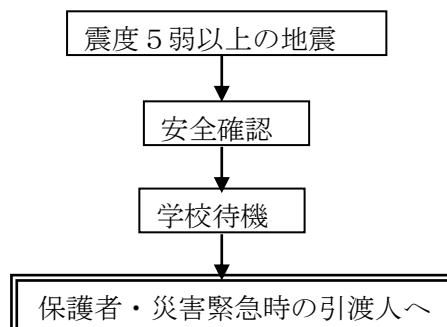 震度５弱以上の地震
安全確認
学校待機
保護者・災害緊急時の引渡人へ